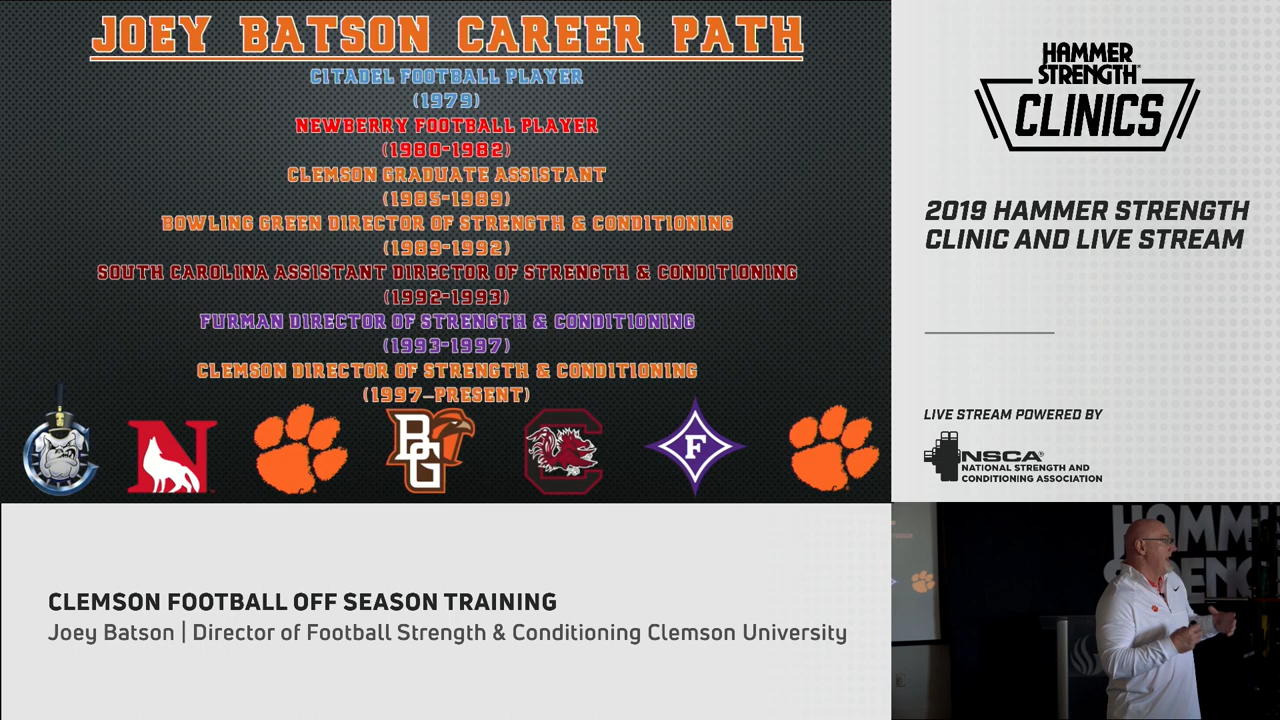 JOEY BATSON CAREER PATH
CITADEL FOOTBALL PLAYER
(1979)
NEWBERRY FOOTBALL PLAYER
(1980-1982)
CLEMSON GRADUATE ASSISTANT
(1985-1989)
BOWLING GREEN DIRECTOR OF STRENGTH & CONDITIONING
(1989-1992)
SOUTH CAROLINA ASSISTANT DIRECTOR OF STRENGTH & CONDITIONING
(1992-1993)
FURMAN DIRECTOR OF STRENGTH & CONDITIONING
(1993-1997)
CLEMSON DIRECTOR OF STRENGTH & CONDITIONING
(1997-PRESENT)
C
N
BG
C
F
HAMMER
STRENGTH®
CLINICS
2019 HAMMER STRENGTH
CLINIC AND LIVE STREAM
LIVE STREAM POWERED BY
NSCA®
NATIONAL STRENGTH AND
CONDITIONING ASSOCIATION
CLEMSON FOOTBALL OFF SEASON TRAINING
Joey Batson | Director of Football Strength & Conditioning Clemson University